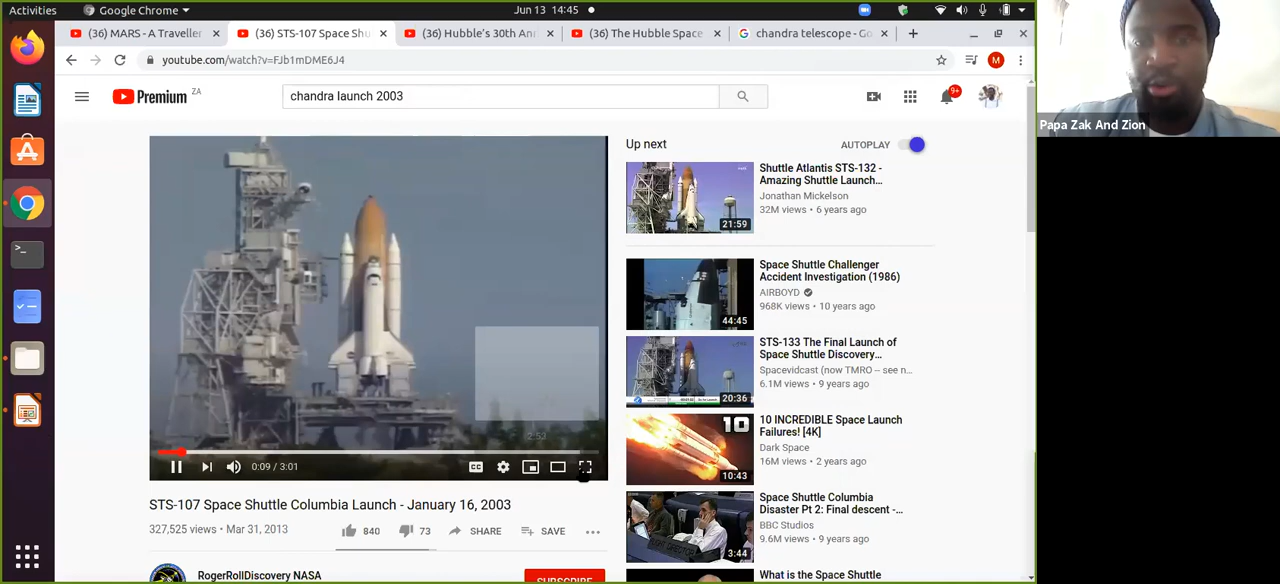 Activities
Google Chrome
Jun 13 14:45
(36) MARS - A Traveller
(36) STS-107 Space Shu
(36) Hubble's 30th An
(36) The Hubble Space
chandra telescope - Go
youtube.com/watch?v=FJb1mDME6J4
M
Premium ZA
chandra launch 2003
9+
Papa Zak And Zion
Up next
AUTOPLAY
Shuttle Atlantis STS-132 -
Amazing Shuttle Launch...
Jonathan Mickelson
32M views • 6 years ago
21:59
Space Shuttle Challenger
Accident Investigation (1986)
AIRBOYD
968K views • 10 years ago
44:45
STS-133 The Final Launch of
Space Shuttle Discovery...
Spacevidcast (now TMRO -- see n...
6.1M views • 9 years ago
20:36
10 INCREDIBLE Space Launch
Failures! [4K]
Dark Space
16M views • 2 years ago
10
10:43
Space Shuttle Columbia
Disaster Pt 2: Final descent -...
BBC Studios
9.6M views • 9 years ago
3:44
What is the Space Shuttle
2:53
0:09 / 3:01
CC
STS-107 Space Shuttle Columbia Launch - January 16, 2003
327,525 views • Mar 31, 2013
840
73
SHARE
SAVE
RogerRollDiscovery NASA
SUBSCRIBE